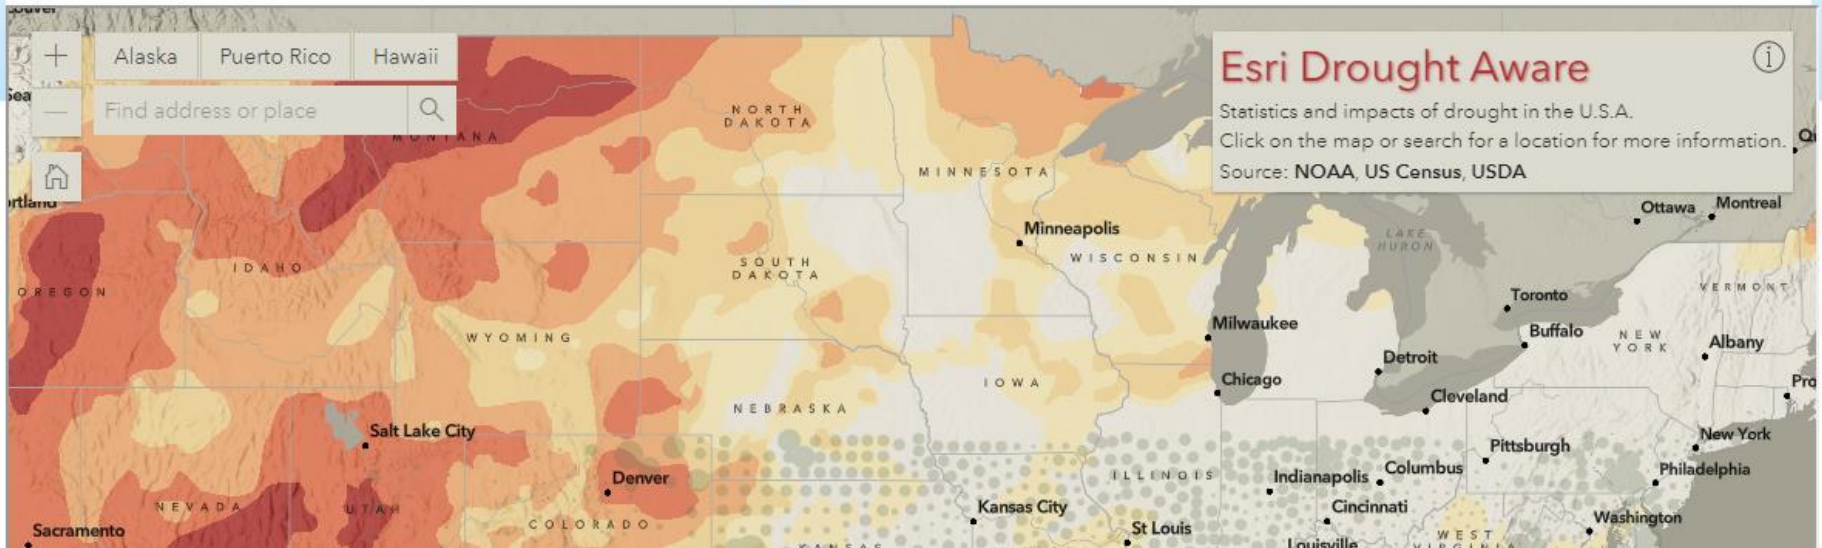 +
Alaska
Puerto Rico
Hawaii
Esri Drought Aware
i
Find address or place
Statistics and impacts of drought in the U.S.A.
Click on the map or search for a location for more information.
Source: NOAA, US Census, USDA
MONTANA
NORTH
DAKOTA
MINNESOTA
Ottawa
Montreal
Minneapolis
LAKE
HURON
IDAHO
SOUTH
DAKOTA
WISCONSIN
OREGON
VERMONT
Toronto
WYOMING
Milwaukee
Buffalo
NEW
YORK
Albany
Detroit
IOWA
Chicago
Cleveland
NEBRASKA
Salt Lake City
New York
Pittsburgh
Denver
ILLINOIS
Indianapolis
Columbus
Philadelphia
NEVADA
UTAH
COLORADO
Kansas City
Cincinnati
Washington
Sacramento
St Louis
WEST
VIRGINIA
KANSAS
Louisville